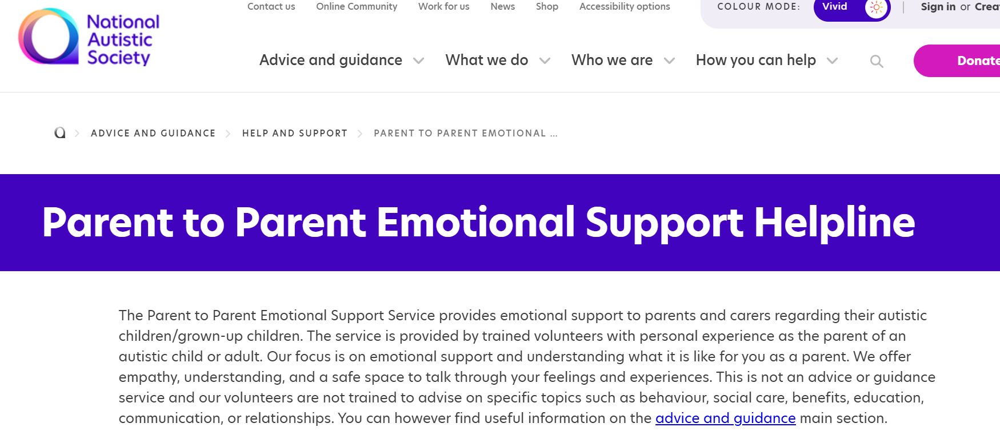 Contact us Online Community Work for us News Shop Accessibility options COLOUR MODE: Vivid Sign in or
National
Autistic
Society
Advice and guidance What we do Who we are How you can help Donate
ADVICE AND GUIDANCE HELP AND SUPPORT PARENT TO PARENT EMOTIONAL ...
Parent to Parent Emotional Support Helpline
The Parent to Parent Emotional Support Service provides emotional support to parents and carers regarding their autistic
children/grown-up children. The service is provided by trained volunteers with personal experience as the parent of an
autistic child or adult. Our focus is on emotional support and understanding what it is like for you as a parent. We offer
empathy, understanding, and a safe space to talk through your feelings and experiences. This is not an advice or guidance
service and our volunteers are not trained to advise on specific topics such as behaviour, social care, benefits, education,
communication, or relationships. You can however find useful information on the advice and guidance main section.